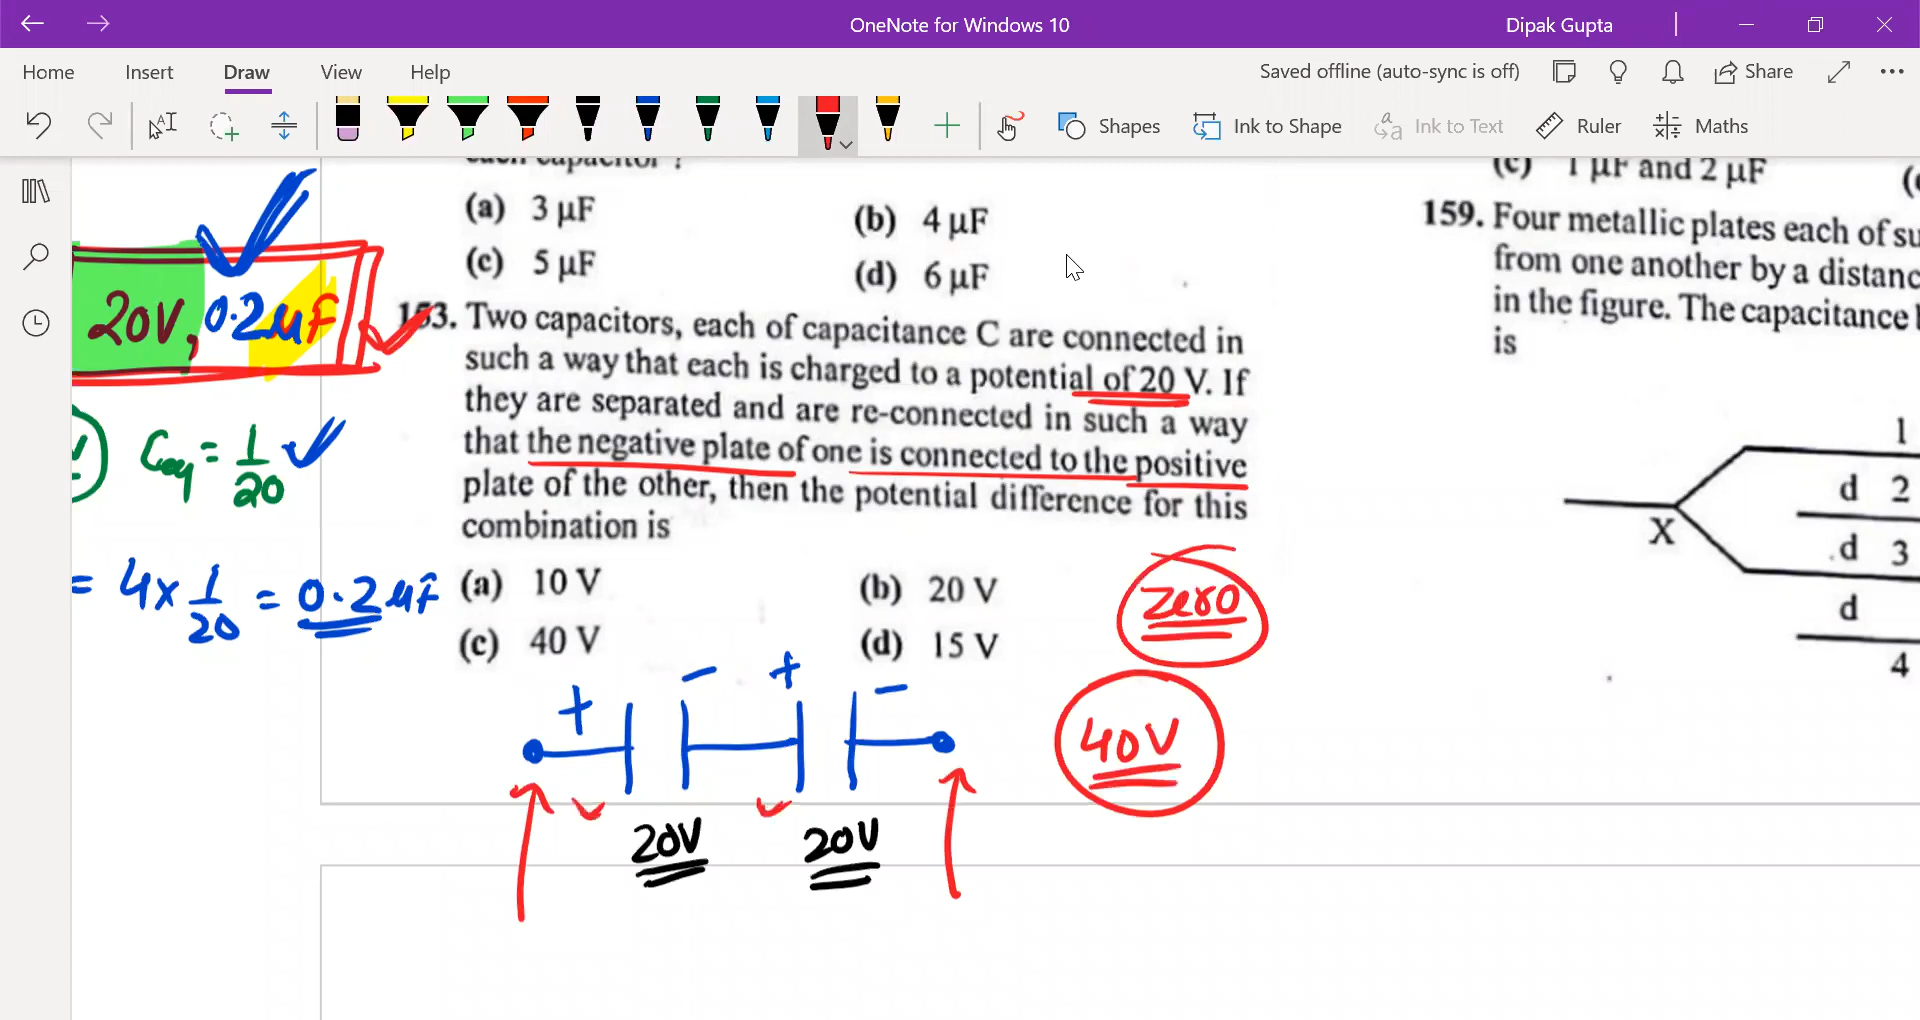 OneNote for Windows 10
Dipak Gupta
Home Insert Draw View Help
Saved offline (auto-sync is off)
Share
Shapes
Ink to Shape
Ink to Text
Ruler
Maths
each capacitor ?
(a) 3 μF
(b) 4 μF
(c) 5 μF
(d) 6 μF
20V, 0.2μF
153. Two capacitors, each of capacitance C are connected in
such a way that each is charged to a potential of 20 V. If
they are separated and are re-connected in such a way
that the negative plate of one is connected to the positive
plate of the other, then the potential difference for this
combination is
(a) 10 V
(b) 20 V
(c) 40 V
(d) 15 V
Ceq = 1/20
= 4 x 1/20 = 0.2 μF
zero
40V
+ - + -
20V 20V
(c) 1 μF and 2 μF
159. Four metallic plates each of su
from one another by a distanc
in the figure. The capacitance
is
1
d 2
X
d 3
d
4